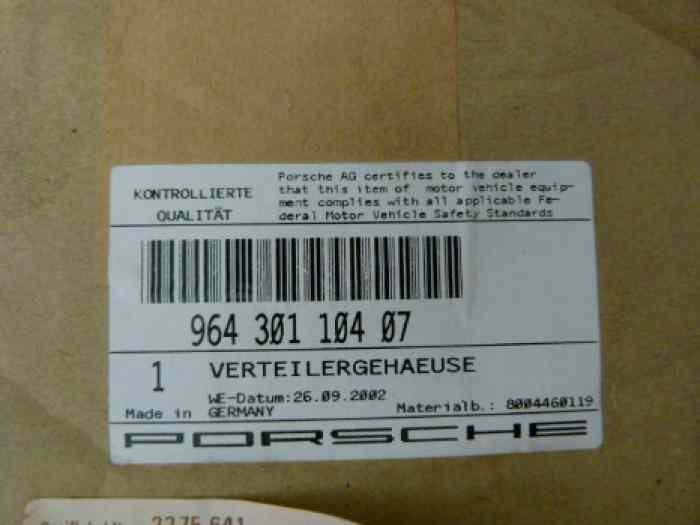 KONTROLLIERTE
QUALITÄT
Porsche AG certifies to the dealer
that this item of motor vehicle equip-
ment complies with all applicable Fe-
deral Motor Vehicle Safety Standards
964 301 104 07
1 VERTEILERGEHAEUSE
WE-Datum:26.09.2002
Made in GERMANY Materialb.: 8004460119
PORSCHE
2275 641